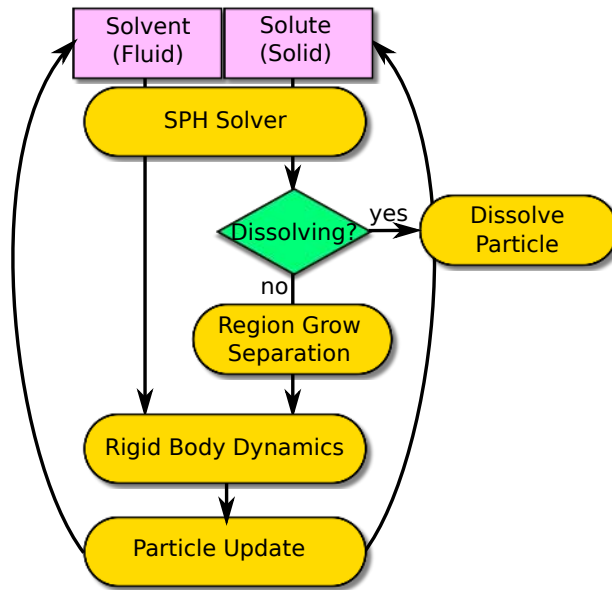 Solvent
(Fluid)
Solute
(Solid)
SPH Solver
Dissolving?
yes
Dissolve
Particle
no
Region Grow
Separation
Rigid Body Dynamics
Particle Update